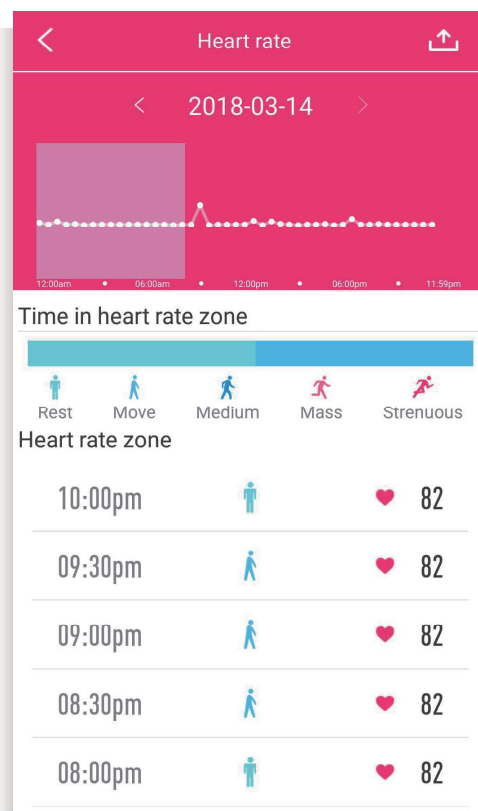 Heart rate
2018-03-14
12:00am 06:00am 12:00pm 06:00pm 11:59pm
Time in heart rate zone
Rest Move Medium Mass Strenuous
Heart rate zone
10:00pm 82
09:30pm 82
09:00pm 82
08:30pm 82
08:00pm 82